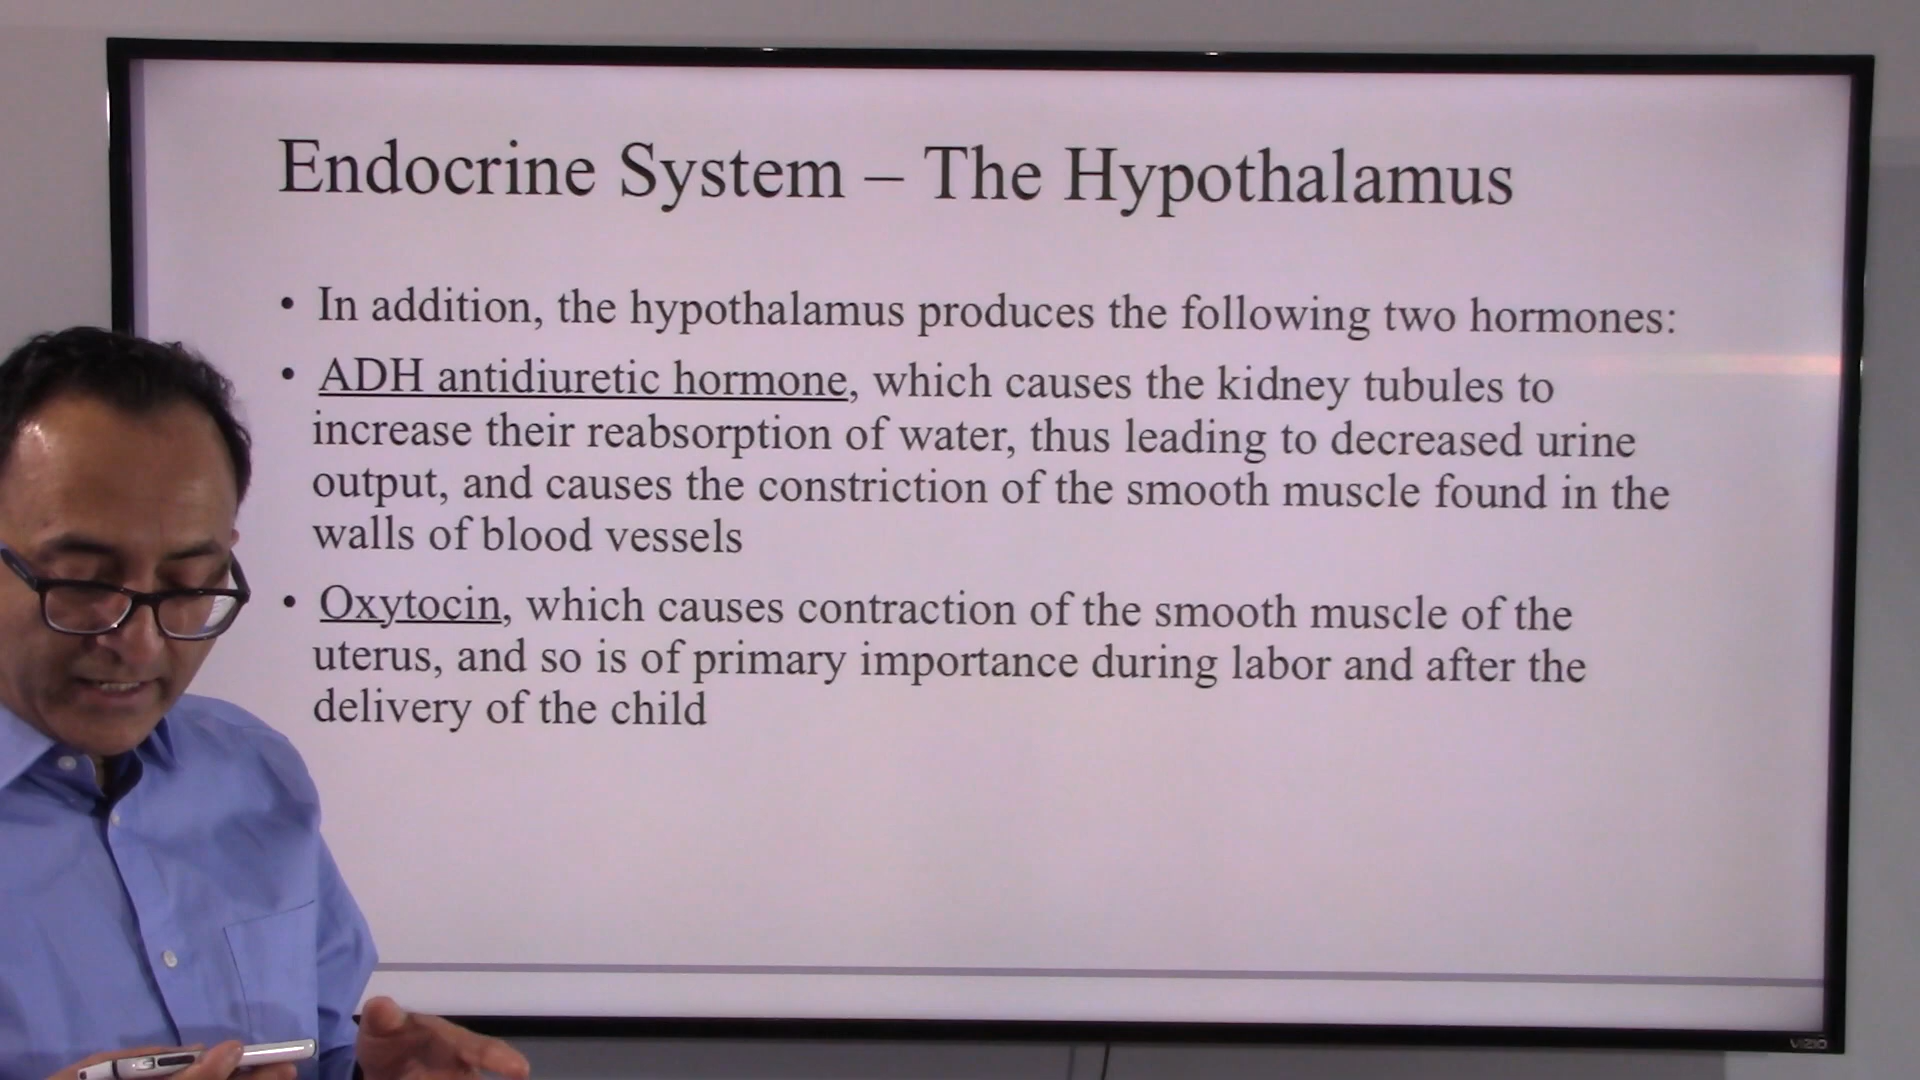 Endocrine System – The Hypothalamus
• In addition, the hypothalamus produces the following two hormones:
• ADH antidiuretic hormone, which causes the kidney tubules to
increase their reabsorption of water, thus leading to decreased urine
output, and causes the constriction of the smooth muscle found in the
walls of blood vessels
• Oxytocin, which causes contraction of the smooth muscle of the
uterus, and so is of primary importance during labor and after the
delivery of the child
VIZIO